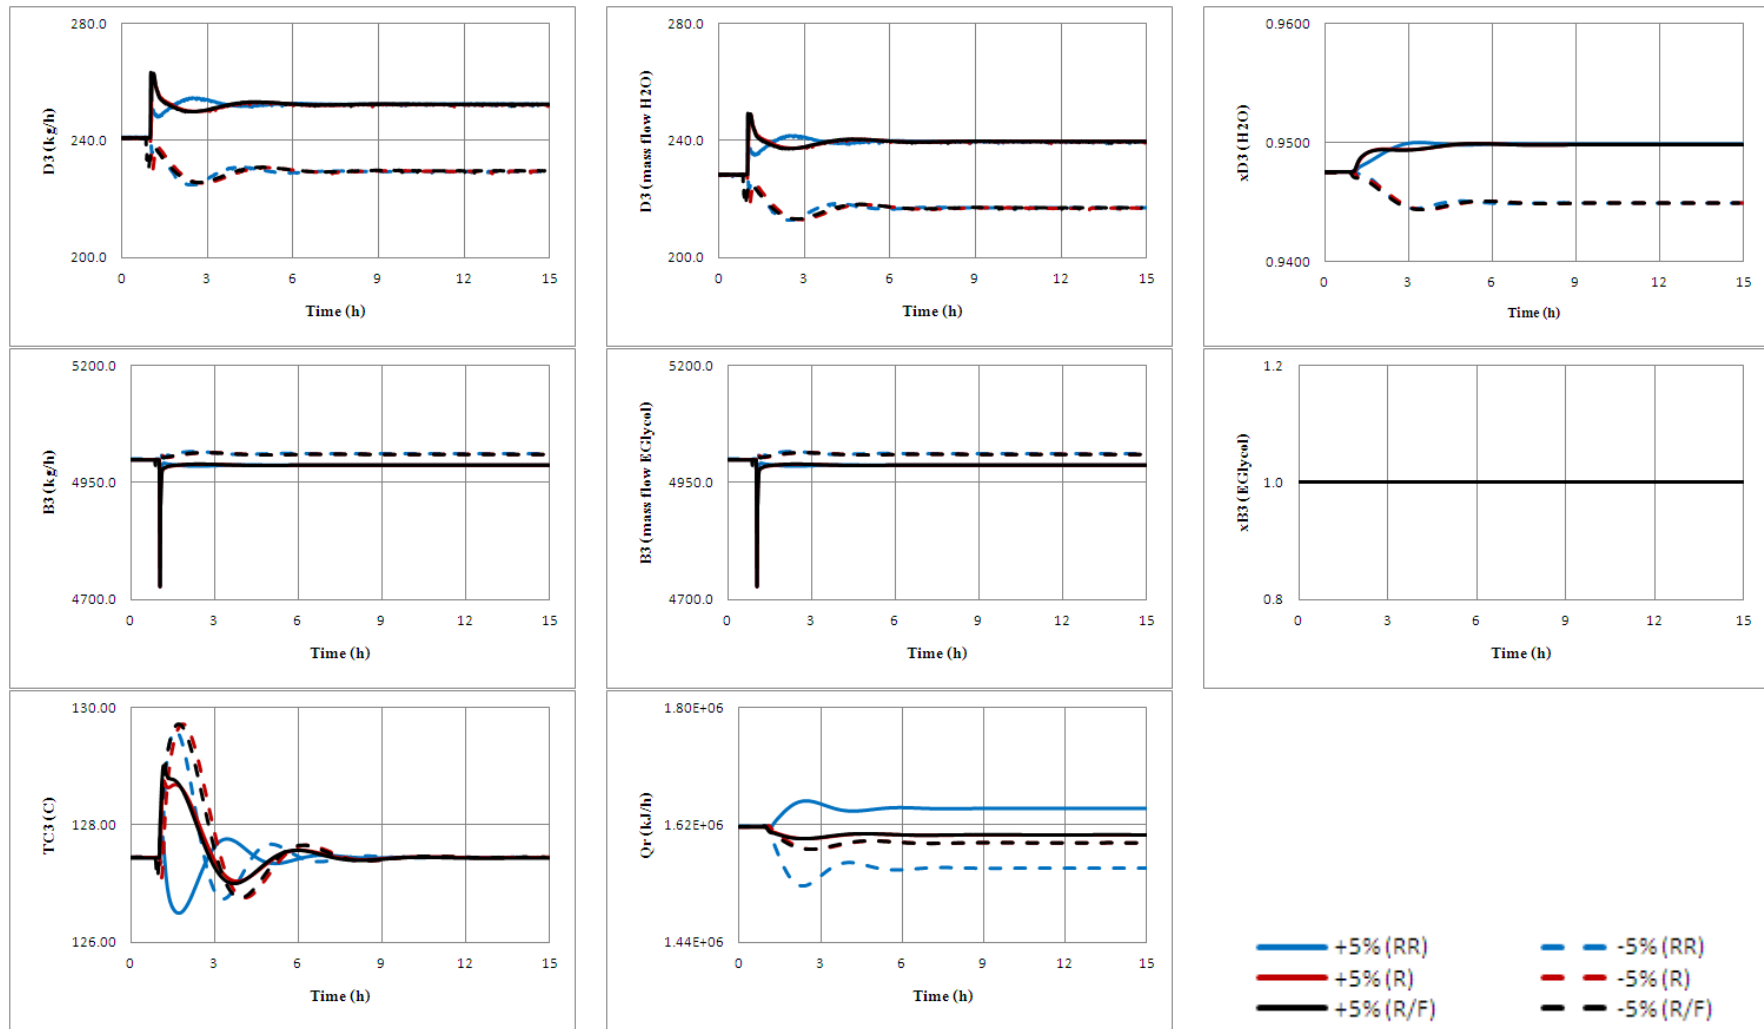 280.0
240.0
200.0
D3 (kg/h)
0 3 6 9 12 15
Time (h)
280.0
240.0
200.0
D3 (mass flow H2O)
0 3 6 9 12 15
Time (h)
0.9600
0.9500
0.9400
xD3 (H2O)
0 3 6 9 12 15
Time (h)
5200.0
4950.0
4700.0
B3 (kg/h)
0 3 6 9 12 15
Time (h)
5200.0
4950.0
4700.0
B3 (mass flow EGlycol)
0 3 6 9 12 15
Time (h)
1.2
1.0
0.8
xB3 (EGlycol)
0 3 6 9 12 15
Time (h)
130.00
128.00
126.00
TC3 (C)
0 3 6 9 12 15
Time (h)
1.80E+06
1.62E+06
1.44E+06
Qr (kJ/h)
0 3 6 9 12 15
Time (h)
+5% (RR) -5% (RR)
+5% (R) -5% (R)
+5% (R/F) -5% (R/F)